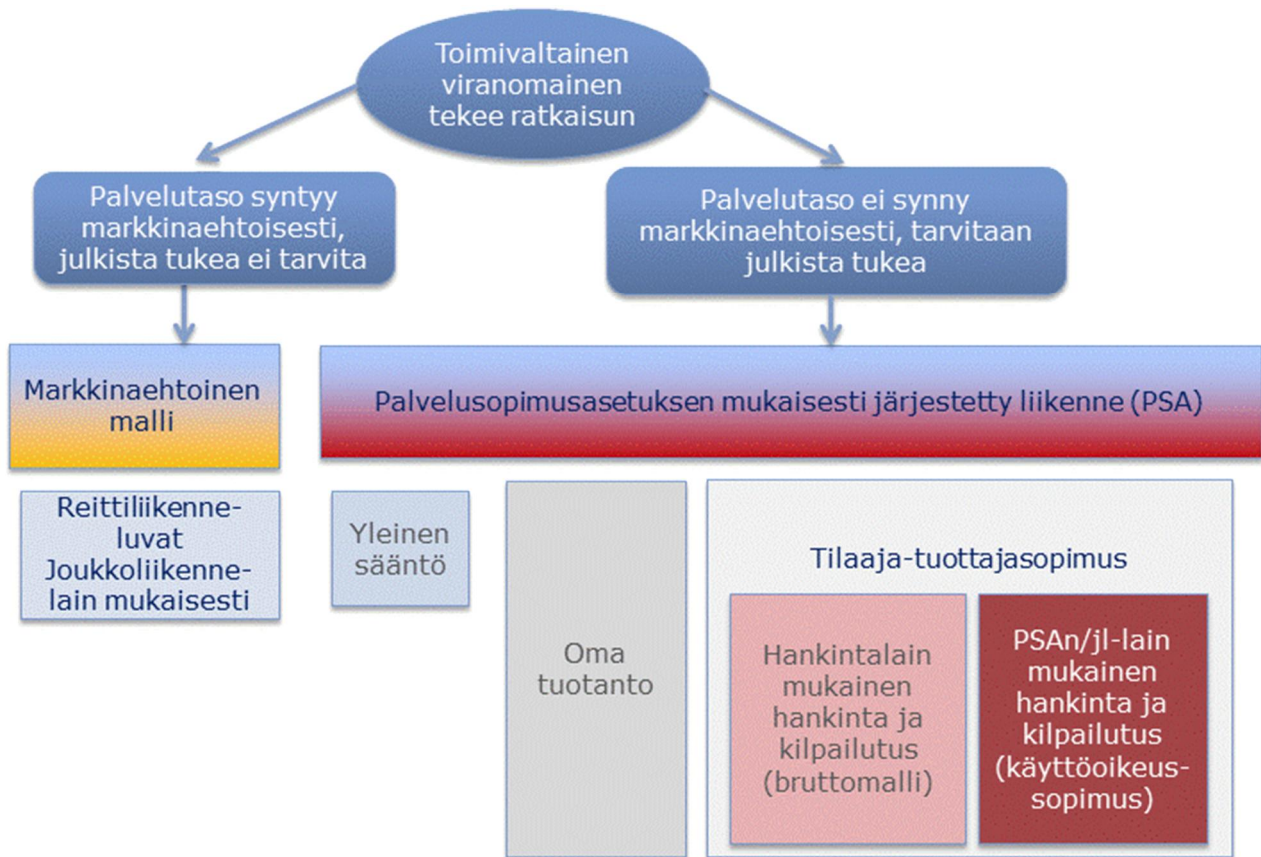 Toimivaltainen
viranomainen
tekee ratkaisun
Palvelutaso syntyy
markkinaehtoisesti,
julkista tukea ei tarvita
Palvelutaso ei synny
markkinaehtoisesti, tarvitaan
julkista tukea
Markkinaehtoinen
malli
Palvelusopimusasetuksen mukaisesti järjestetty liikenne (PSA)
Reittiliikenne-
luvat
Joukkoliikenne-
lain mukaisesti
Yleinen
sääntö
Oma
tuotanto
Tilaaja-tuottajasopimus
Hankintalain
mukainen
hankinta ja
kilpailutus
(bruttomalli)
PSAn/jl-lain
mukainen
hankinta ja
kilpailutus
(käyttöoikeus-
sopimus)